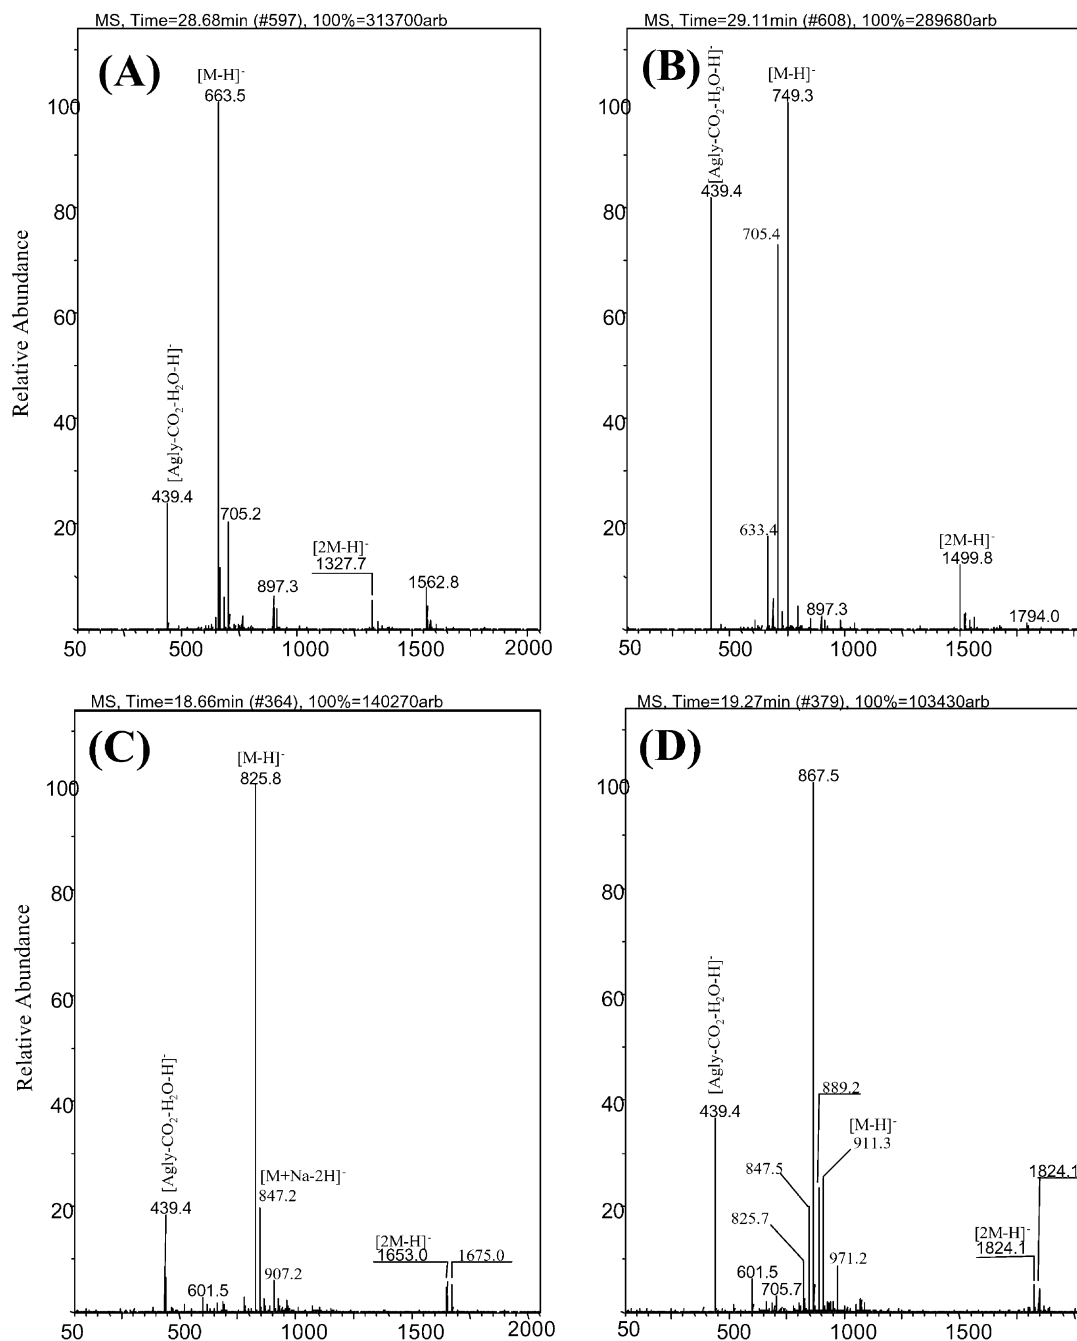 MS, Time=28.68min (#597), 100%=313700arb
(A)
[M-H]-
663.5
100
80
60
40
20
Relative Abundance
[Agly-CO2-H2O-H]-
439.4
705.2
897.3
[2M-H]-
1327.7
1562.8
50 500 1000 1500 2000
MS, Time=29.11min (#608), 100%=289680arb
(B)
[Agly-CO2-H2O-H]-
[M-H]-
749.3
100
80
60
40
20
439.4
705.4
633.4
897.3
[2M-H]-
1499.8
1794.0
50 500 1000 1500
MS, Time=18.66min (#364), 100%=140270arb
(C)
[M-H]-
825.8
100
80
60
40
20
Relative Abundance
[Agly-CO2-H2O-H]-
439.4
601.5
[M+Na-2H]-
847.2
907.2
[2M-H]-
1653.0
1675.0
50 500 1000 1500 2000
MS, Time=19.27min (#379), 100%=103430arb
(D)
867.5
100
80
60
40
20
[Agly-CO2-H2O-H]-
439.4
889.2
[M-H]-
911.3
847.5
825.7
601.5
705.7
971.2
1824.1
[2M-H]-
1824.1
50 500 1000 1500